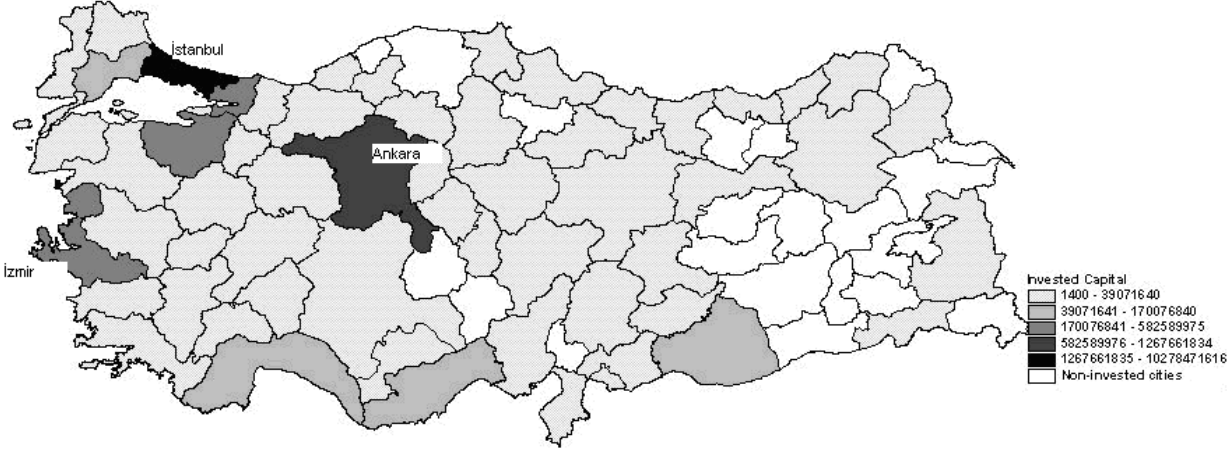 İstanbul
Ankara
İzmir
Invested Capital
1400 - 39071640
39071641 - 170076840
170076841 - 582589975
582589976 - 1267661834
1267661835 - 10278471616
Non-invested cities